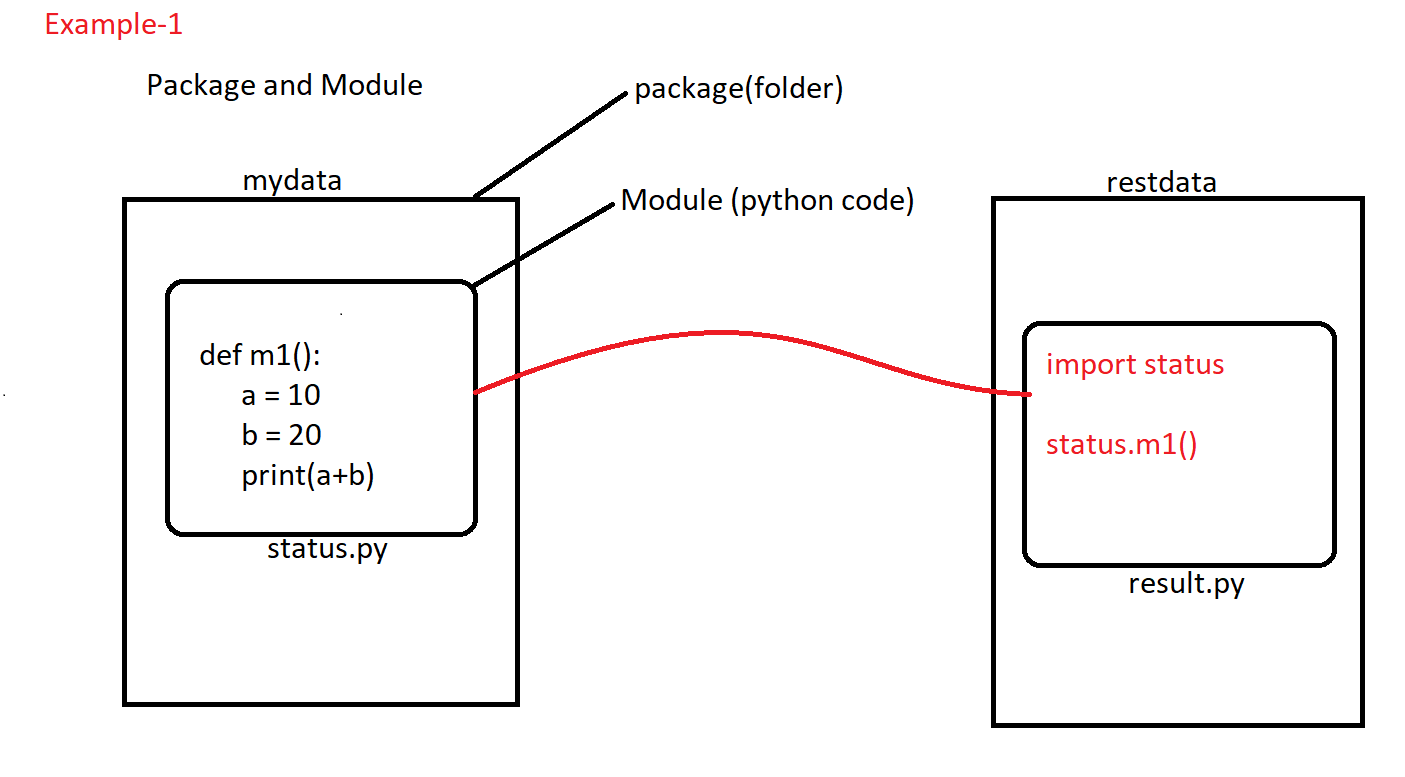 Example-1
Package and Module
package(folder)
mydata
Module (python code)
def m1():
a = 10
b = 20
print(a+b)
status.py
restdata
import status
status.m1()
result.py